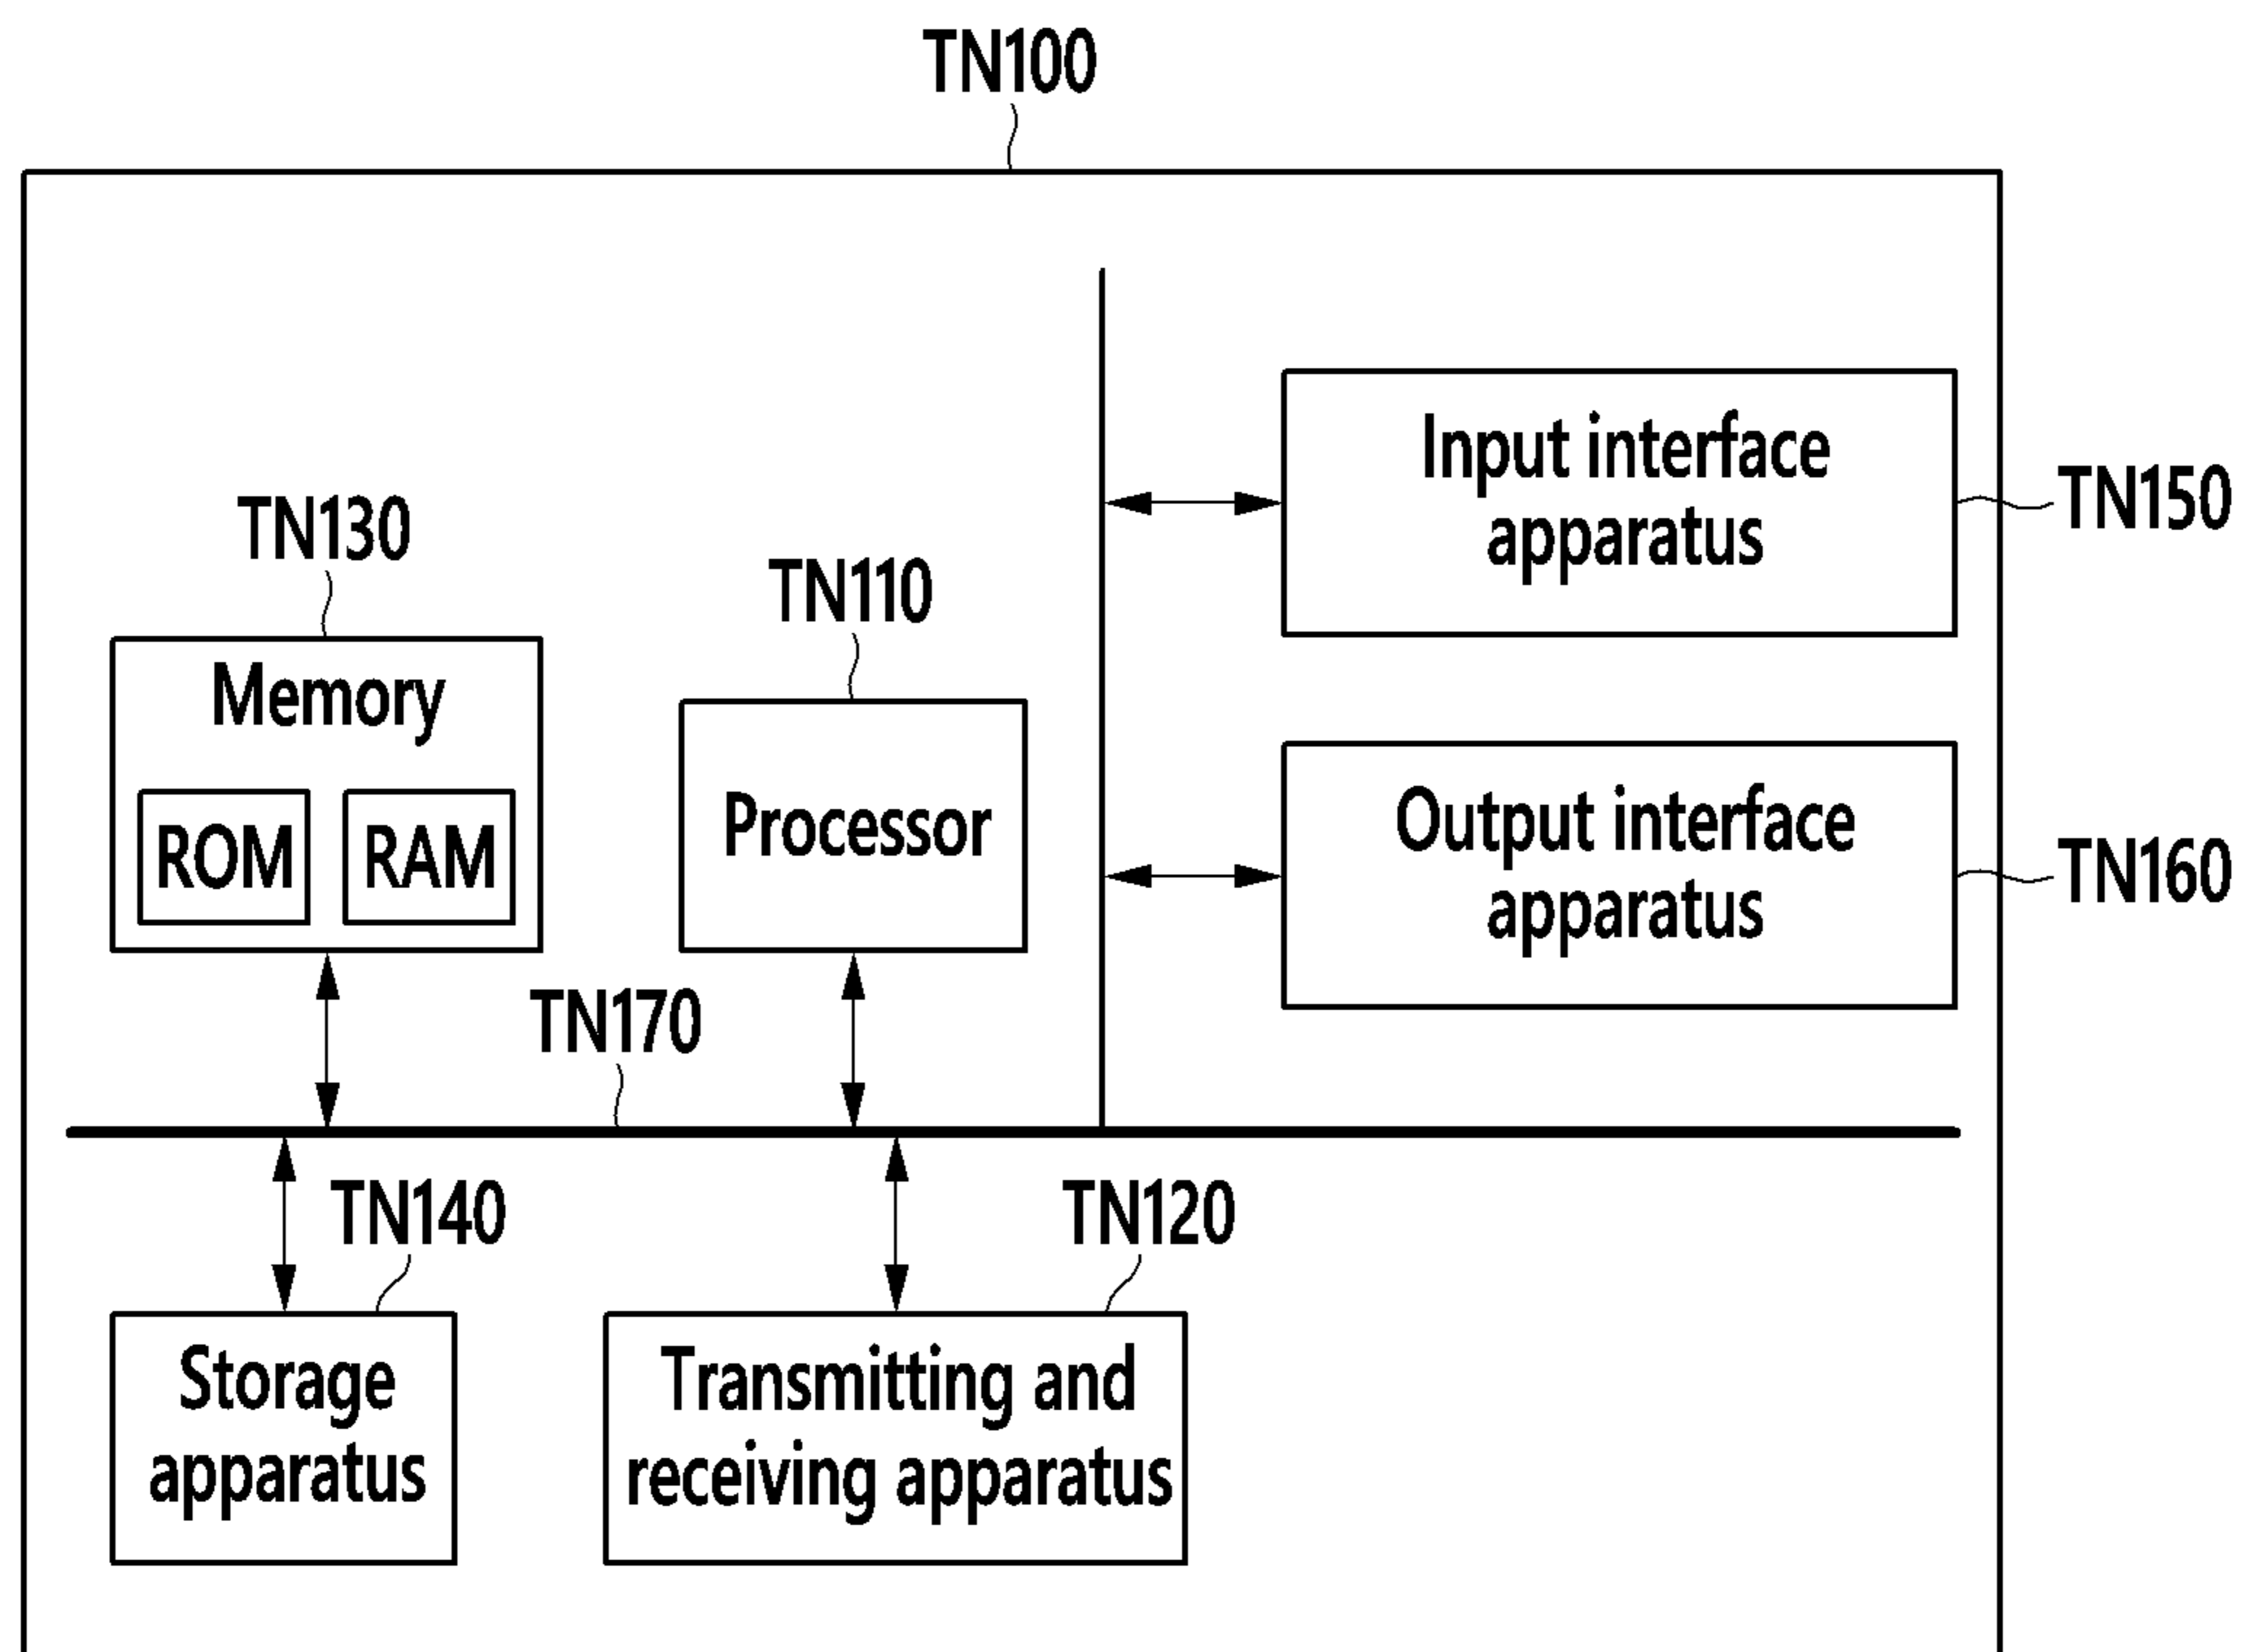 TN100
TN130
Memory
ROM
RAM
TN110
Processor
Input interface
apparatus
TN150
Output interface
apparatus
TN160
TN170
TN140
Storage
apparatus
TN120
Transmitting and
receiving apparatus